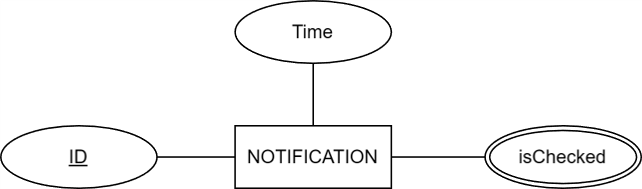 Time
ID
NOTIFICATION
isChecked